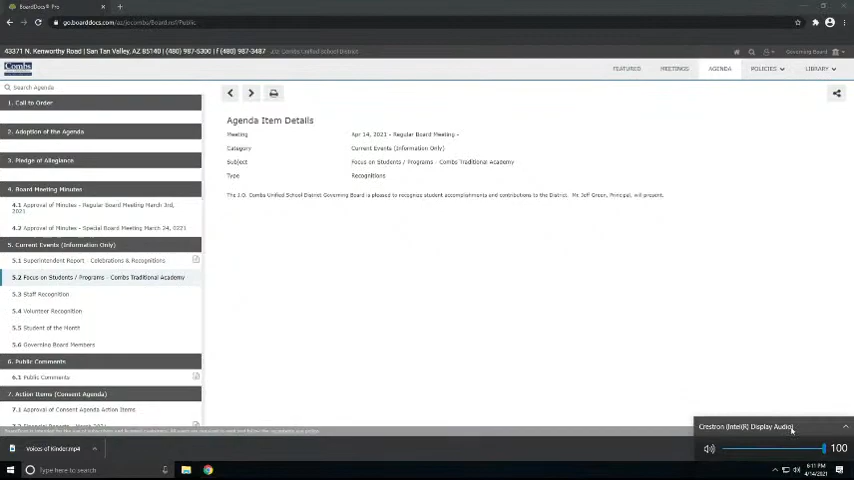 BoardDocs® Pro
go.boarddocs.com/az/jocombs/Board.nsf/Public
43371 N. Kenworthy Road | San Tan Valley, AZ 85140 | (480) 987-5300 | f (480) 987-3487 J.O. Combs Unified School District Governing Board
Combs
FEATURED MEETINGS AGENDA POLICIES LIBRARY
Search Agenda
1. Call to Order
2. Adoption of the Agenda
3. Pledge of Allegiance
4. Board Meeting Minutes
4.1 Approval of Minutes - Regular Board Meeting March 3rd,
2021
4.2 Approval of Minutes - Special Board Meeting March 24, 0221
5. Current Events (Information Only)
5.1 Superintendent Report - Celebrations & Recognitions
5.2 Focus on Students / Programs - Combs Traditional Academy
5.3 Staff Recognition
5.4 Volunteer Recognition
5.5 Student of the Month
5.6 Governing Board Members
6. Public Comments
6.1 Public Comments
7. Action Items (Consent Agenda)
7.1 Approval of Consent Agenda Action Items
Agenda Item Details
Meeting Apr 14, 2021 - Regular Board Meeting -
Category Current Events (Information Only)
Subject Focus on Students / Programs - Combs Traditional Academy
Type Recognitions
The J.O. Combs Unified School District Governing Board is pleased to recognize student accomplishments and contributions to the District. Mr. Jeff Green, Principal, will present.
Crestron (Intel(R) Display Audio)
100
Voices of Kinder.mp4
Type here to search
6:11 PM
4/14/2021